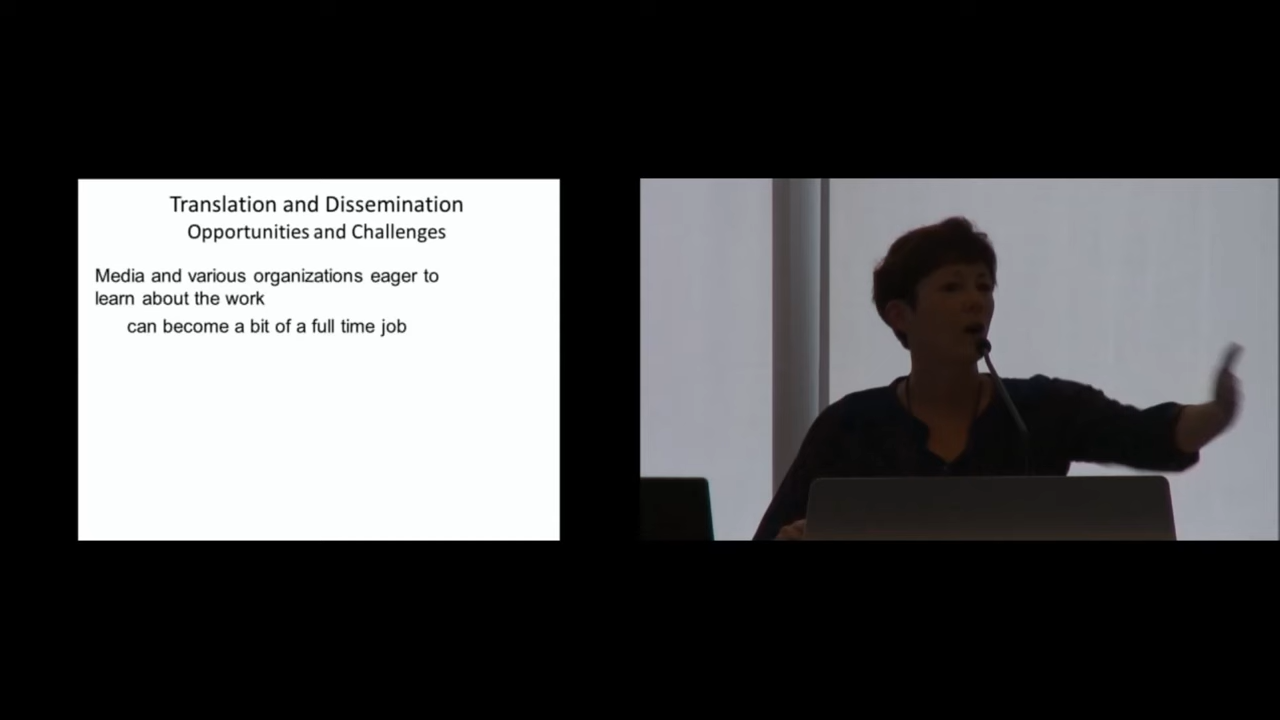 Translation and Dissemination
Opportunities and Challenges
Media and various organizations eager to
learn about the work
can become a bit of a full time job